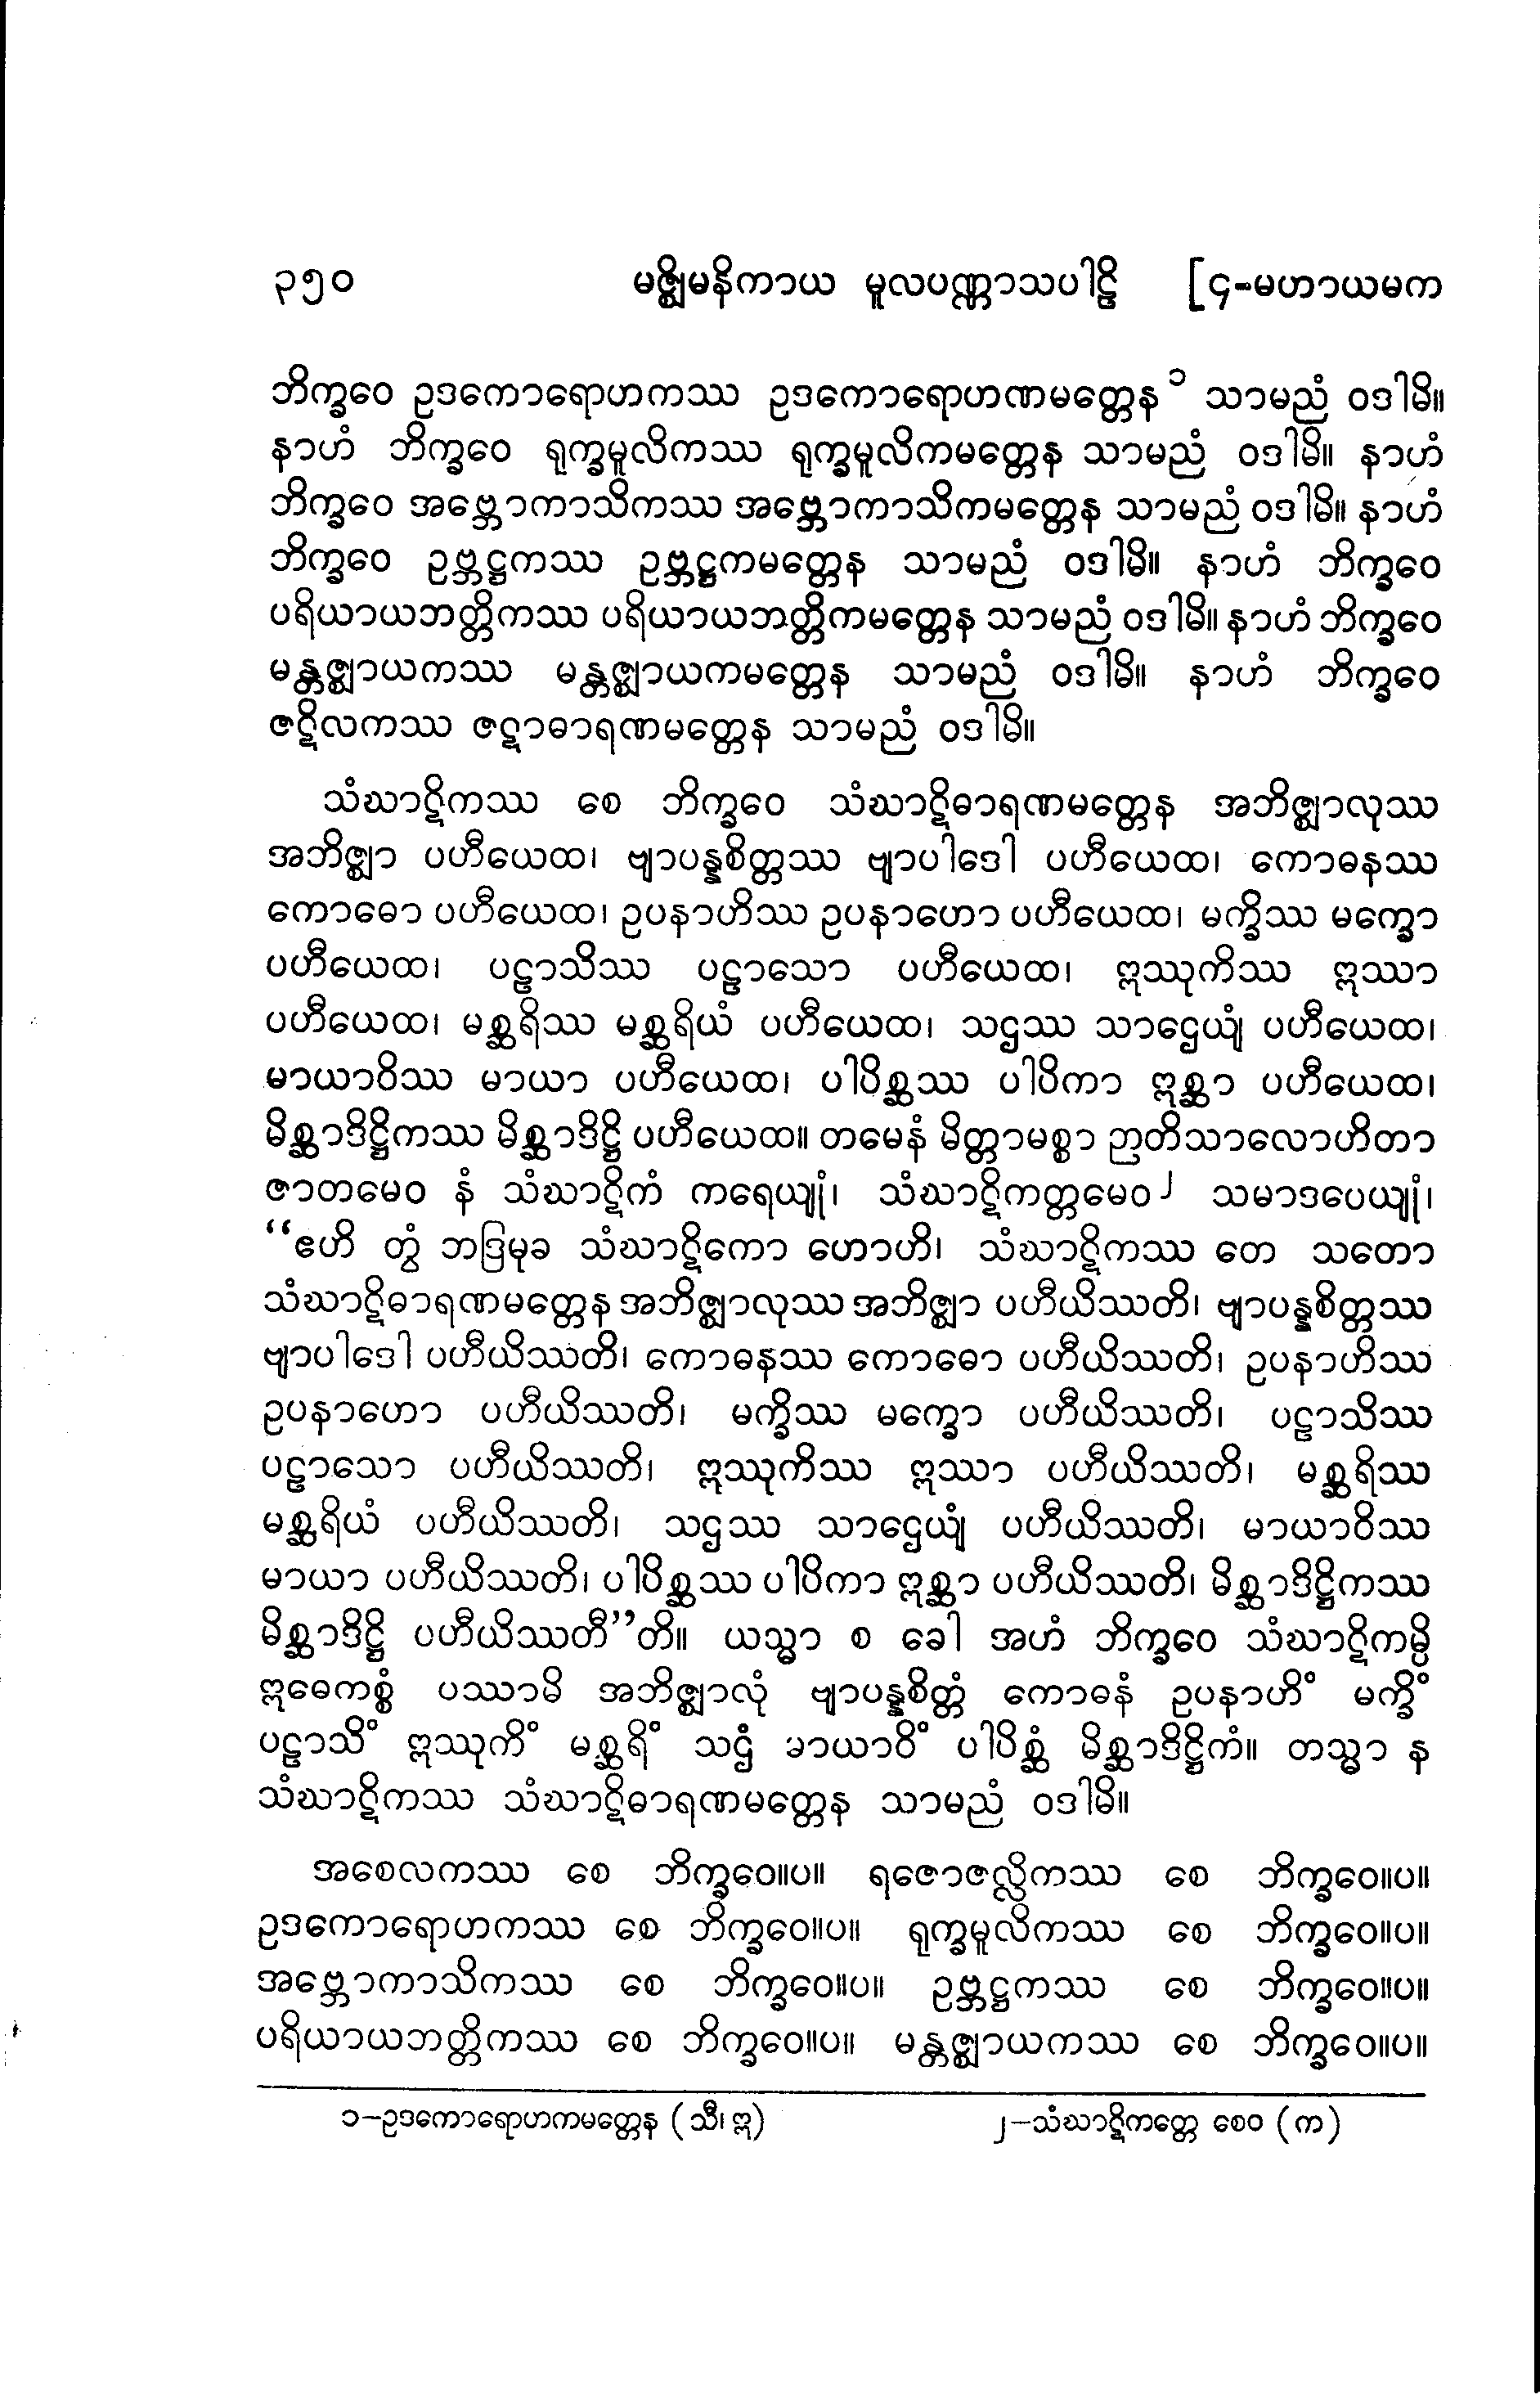 ၃၅၀ မဇ္ဈိမနိကာယ မူလပဏ္ဏာသပါဠိ [၄-မဟာယမက
ဘိက္ခဝေ ဥဒကောရောဟကဿ ဥဒကောရောဟဏမတ္တေန ၁ သာမညံ ဝဒါမိ။
နာဟံ ဘိက္ခဝေ ရုက္ခမူလိကဿ ရုက္ခမူလိကမတ္တေန သာမညံ ဝဒါမိ။ နာဟံ
ဘိက္ခဝေ အဗ္ဘောကာသိကဿ အဗ္ဘောကာသိကမတ္တေန သာမညံ ဝဒါမိ။ နာဟံ
ဘိက္ခဝေ ဥဗ္ဘဋ္ဌကဿ ဥဗ္ဘဋ္ဌကမတ္တေန သာမညံ ဝဒါမိ။ နာဟံ ဘိက္ခဝေ
ပရိယာယဘတ္တိကဿ ပရိယာယဘတ္တိကမတ္တေန သာမညံ ဝဒါမိ။ နာဟံ ဘိက္ခဝေ
မန္တဇ္ဈာယကဿ မန္တဇ္ဈာယကမတ္တေန သာမညံ ဝဒါမိ။ နာဟံ ဘိက္ခဝေ
ဇဋိလကဿ ဇဋာဓာရဏမတ္တေန သာမညံ ဝဒါမိ။
သံဃာဋိကဿ စေ ဘိက္ခဝေ သံဃာဋိဓာရဏမတ္တေန အဘိဇ္ဈာလုဿ
အဘိဇ္ဈာ ပဟီယေထ၊ ဗျာပန္နစိတ္တဿ ဗျာပါဒေါ ပဟီယေထ၊ ကောဓနဿ
ကောဓော ပဟီယေထ၊ ဥပနာဟိဿ ဥပနာဟော ပဟီယေထ၊ မက္ခိဿ မက္ခော
ပဟီယေထ၊ ပဠာသိဿ ပဠာသော ပဟီယေထ၊ ဣဿုကိဿ ဣဿာ
ပဟီယေထ၊ မစ္ဆရိဿ မစ္ဆရိယံ ပဟီယေထ၊ သဌဿ သာဌေယျံ ပဟီယေထ၊
မာယာဝိဿ မာယာ ပဟီယေထ၊ ပါပိစ္ဆဿ ပါပိကာ ဣစ္ဆာ ပဟီယေထ၊
မိစ္ဆာဒိဋ္ဌိကဿ မိစ္ဆာဒိဋ္ဌိ ပဟီယေထ။ တမေနံ မိတ္တာမစ္စာ ဉာတိသာလောဟိတာ
ဇာတမေဝ နံ သံဃာဋိကံ ကရေယျုံ၊ သံဃာဋိကတ္တမေဝ ၂ သမာဒပေယျုံ၊
“ဧဟိ တွံ ဘဒြမုခ သံဃာဋိကော ဟောဟိ၊ သံဃာဋိကဿ တေ သတော
သံဃာဋိဓာရဏမတ္တေန အဘိဇ္ဈာလုဿ အဘိဇ္ဈာ ပဟီယိဿတိ၊ ဗျာပန္နစိတ္တဿ
ဗျာပါဒေါ ပဟီယိဿတိ၊ ကောဓနဿ ကောဓော ပဟီယိဿတိ၊ ဥပနာဟိဿ
ဥပနာဟော ပဟီယိဿတိ၊ မက္ခိဿ မက္ခော ပဟီယိဿတိ၊ ပဠာသိဿ
ပဠာသော ပဟီယိဿတိ၊ ဣဿုကိဿ ဣဿာ ပဟီယိဿတိ၊ မစ္ဆရိဿ
မစ္ဆရိယံ ပဟီယိဿတိ၊ သဌဿ သာဌေယျံ ပဟီယိဿတိ၊ မာယာဝိဿ
မာယာ ပဟီယိဿတိ၊ ပါပိစ္ဆဿ ပါပိကာ ဣစ္ဆာ ပဟီယိဿတိ၊ မိစ္ဆာဒိဋ္ဌိကဿ
မိစ္ဆာဒိဋ္ဌိ ပဟီယိဿတီ”တိ။ ယသ္မာ စ ခေါ အဟံ ဘိက္ခဝေ သံဃာဋိကမ္ပိ
ဣဓေကစ္စံ ပဿာမိ အဘိဇ္ဈာလုံ ဗျာပန္နစိတ္တံ ကောဓနံ ဥပနာဟိံ မက္ခိံ
ပဠာသိံ ဣဿုကိံ မစ္ဆရိံ သဌံ မာယာဝိံ ပါပိစ္ဆံ မိစ္ဆာဒိဋ္ဌိကံ။ တသ္မာ န
သံဃာဋိကဿ သံဃာဋိဓာရဏမတ္တေန သာမညံ ဝဒါမိ။
အစေလကဿ စေ ဘိက္ခဝေ။ပ။ ရဇောဇလ္လိကဿ စေ ဘိက္ခဝေ။ပ။
ဥဒကောရောဟကဿ စေ ဘိက္ခဝေ။ပ။ ရုက္ခမူလိကဿ စေ ဘိက္ခဝေ။ပ။
အဗ္ဘောကာသိကဿ စေ ဘိက္ခဝေ။ပ။ ဥဗ္ဘဋ္ဌကဿ စေ ဘိက္ခဝေ။ပ။
ပရိယာယဘတ္တိကဿ စေ ဘိက္ခဝေ။ပ။ မန္တဇ္ဈာယကဿ စေ ဘိက္ခဝေ။ပ။
၁-ဥဒကောရောဟကမတ္တေန (သီ၊ ဣ) ၂-သံဃာဋိကတ္တေ စေဝ (က)